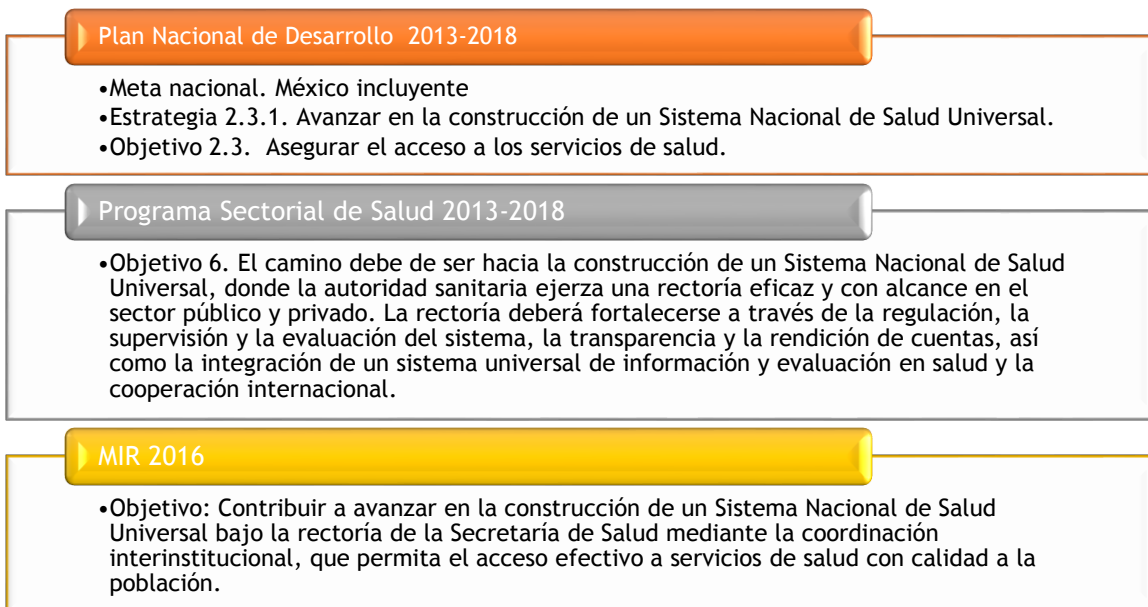 Plan Nacional de Desarrollo 2013-2018
•Meta nacional. México incluyente
•Estrategia 2.3.1. Avanzar en la construcción de un Sistema Nacional de Salud Universal.
•Objetivo 2.3. Asegurar el acceso a los servicios de salud.
Programa Sectorial de Salud 2013-2018
•Objetivo 6. El camino debe de ser hacia la construcción de un Sistema Nacional de Salud
Universal, donde la autoridad sanitaria ejerza una rectoría eficaz y con alcance en el
sector público y privado. La rectoría deberá fortalecerse a través de la regulación, la
supervisión y la evaluación del sistema, la transparencia y la rendición de cuentas, así
como la integración de un sistema universal de información y evaluación en salud y la
cooperación internacional.
MIR 2016
•Objetivo: Contribuir a avanzar en la construcción de un Sistema Nacional de Salud
Universal bajo la rectoría de la Secretaría de Salud mediante la coordinación
interinstitucional, que permita el acceso efectivo a servicios de salud con calidad a la
población.